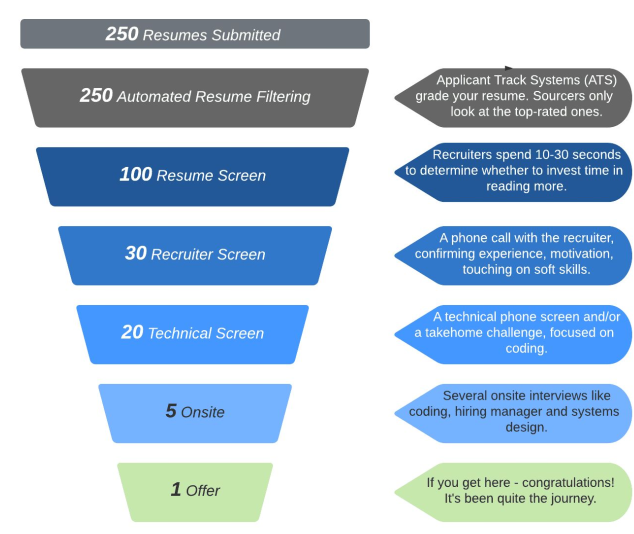 250 Resumes Submitted
250 Automated Resume Filtering
Applicant Track Systems (ATS)
grade your resume. Sourcers only
look at the top-rated ones.
100 Resume Screen
Recruiters spend 10-30 seconds
to determine whether to invest time in
reading more.
30 Recruiter Screen
A phone call with the recruiter,
confirming experience, motivation,
touching on soft skills.
20 Technical Screen
A technical phone screen and/or
a takehome challenge, focused on
coding.
5 Onsite
Several onsite interviews like
coding, hiring manager and systems
design.
1 Offer
If you get here - congratulations!
It's been quite the journey.